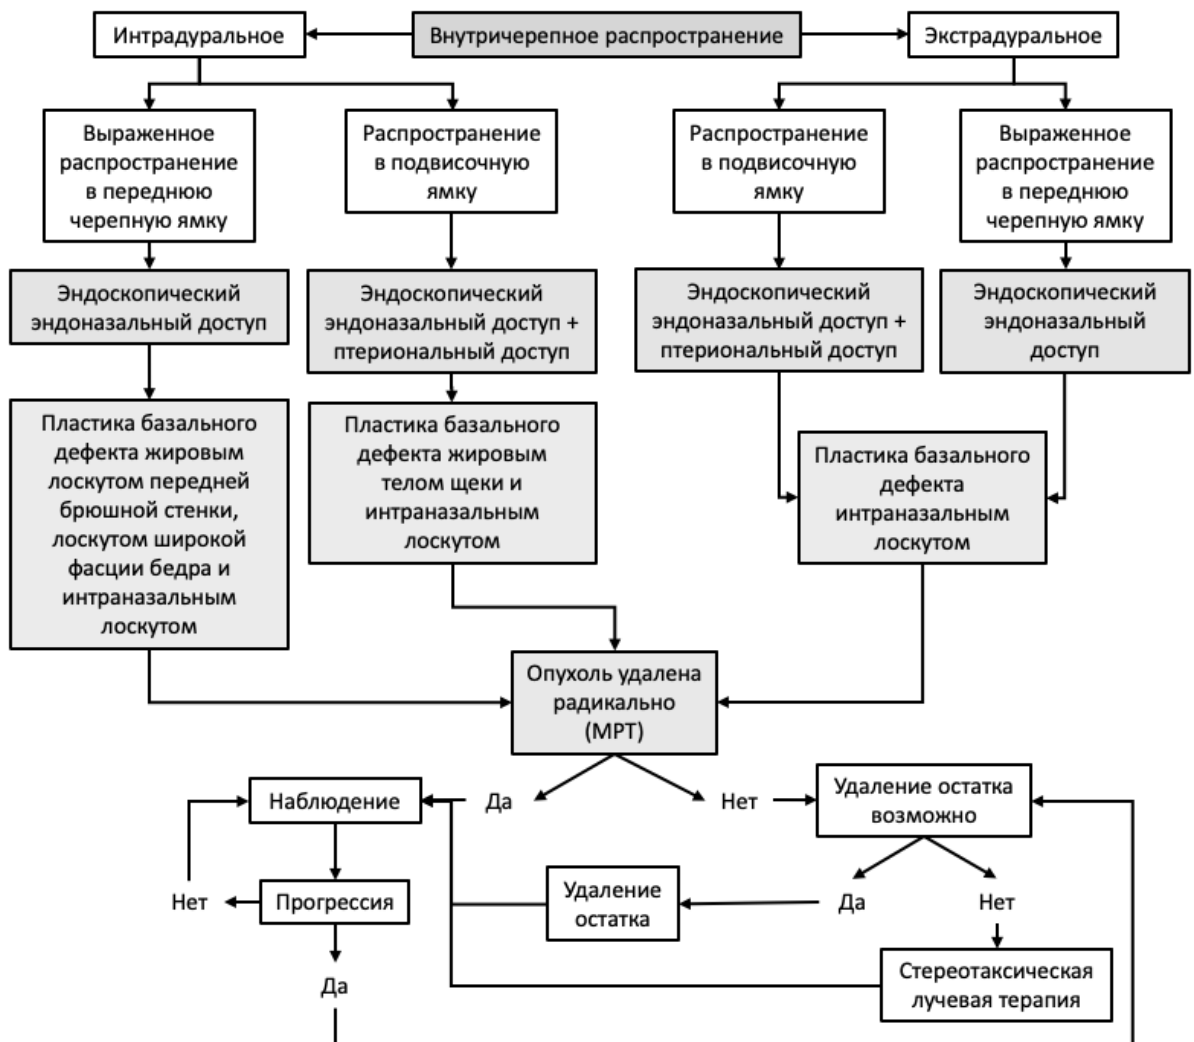 Интрадуральное
Внутричерепное распространение
Экстрадуральное
Выраженное
распространение
в переднюю
черепную ямку
Распространение
в подвисочную
ямку
Распространение
в подвисочную
ямку
Выраженное
распространение
в переднюю
черепную ямку
Эндоскопический
эндоназальный доступ
Эндоскопический
эндоназальный доступ +
птериональный доступ
Эндоскопический
эндоназальный доступ +
птериональный доступ
Эндоскопический
эндоназальный
доступ
Пластика базального
дефекта жировым
лоскутом передней
брюшной стенки,
лоскутом широкой
фасции бедра и
интраназальным
лоскутом
Пластика базального
дефекта жировым
телом щеки и
интраназальным
лоскутом
Пластика базального
дефекта
интраназальным
лоскутом
Опухоль удалена
радикально
(МРТ)
Наблюдение
Да
Нет
Удаление остатка
возможно
Нет
Прогрессия
Удаление
остатка
Да
Нет
Да
Стереотаксическая
лучевая терапия